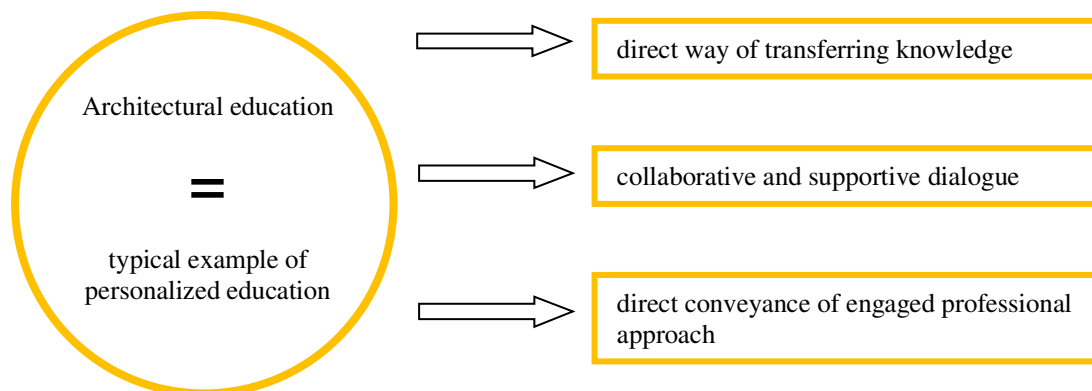 Architectural education
=
typical example of
personalized education
direct way of transferring knowledge
collaborative and supportive dialogue
direct conveyance of engaged professional
approach